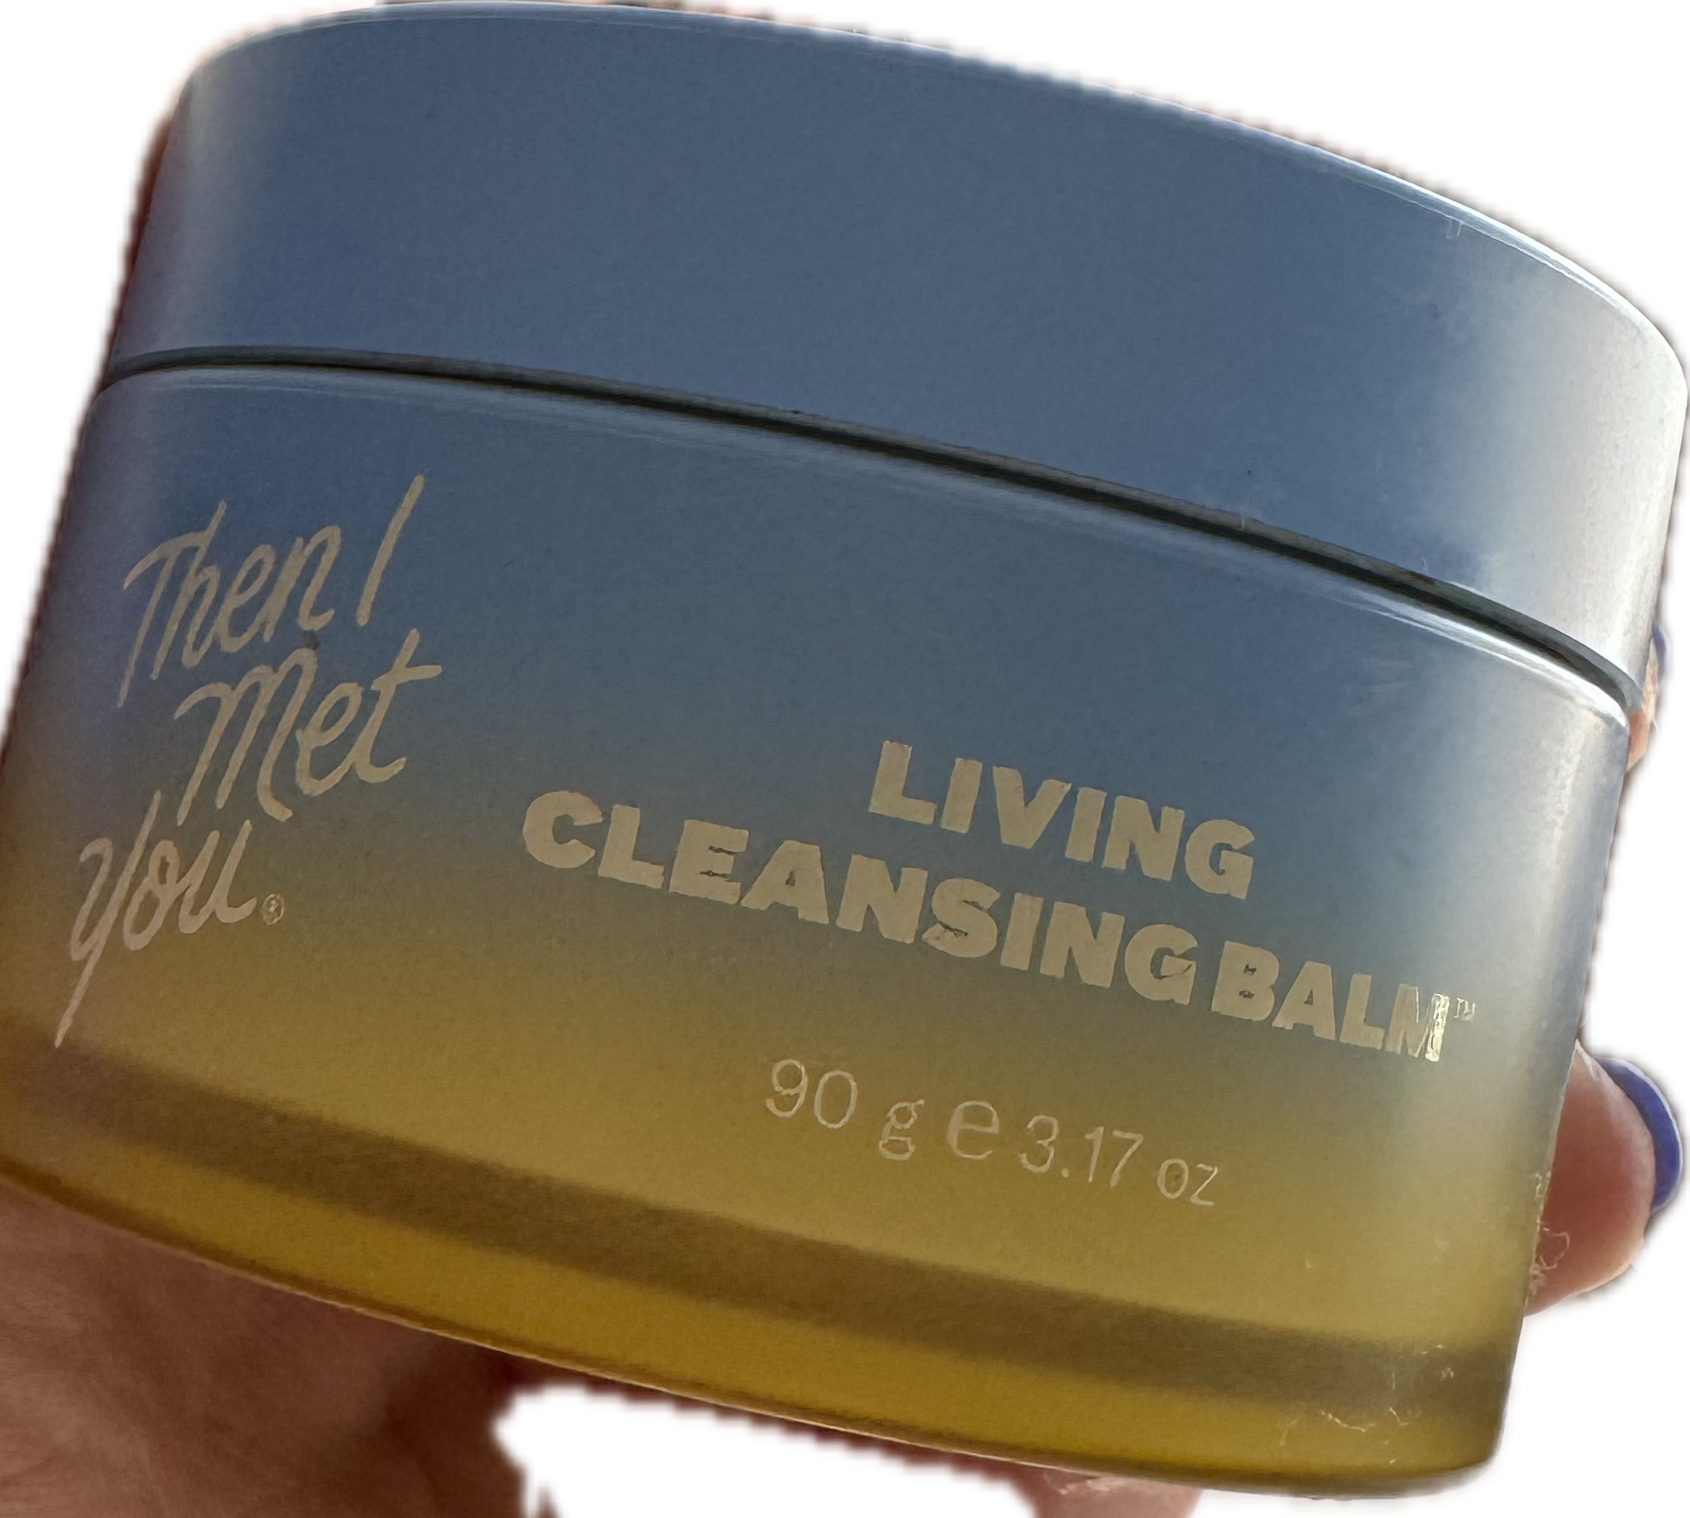 Then I
Met
You®
LIVING
CLEANSING BALM™
90 g ℮ 3.17 oz